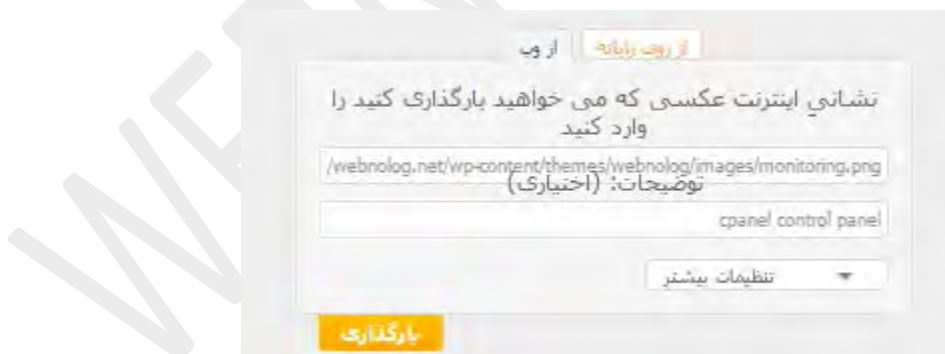 از روی رایانه
از وب
نشانی اینترنت عکسی که می خواهید بارگذاری کنید را
وارد کنید
/webnolog.net/wp-content/themes/webnolog/images/monitoring.png
توضیحات: (اختیاری)
cpanel control panel
تنظیمات بیشتر
بارگذاری